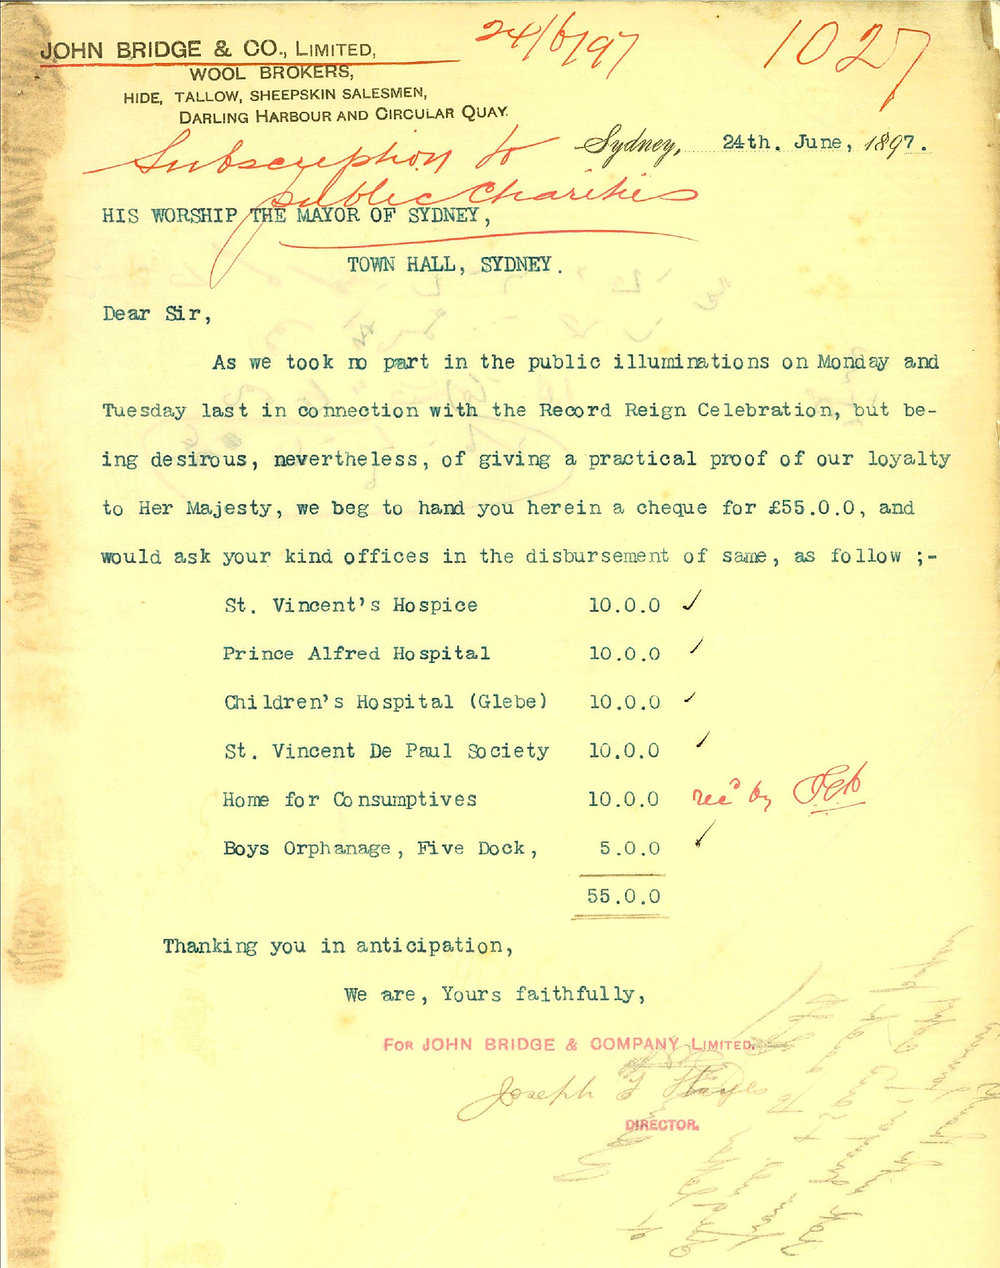 JOHN BRIDGE & CO., LIMITED,
24/6/97
1027
WOOL BROKERS,
HIDE, TALLOW, SHEEPSKIN SALESMEN,
DARLING HARBOUR AND CIRCULAR QUAY.
Sydney, 24th. June, 1897.
Subscription to
public Charities
HIS WORSHIP THE MAYOR OF SYDNEY,
TOWN HALL, SYDNEY.
Dear Sir,
As we took no part in the public illuminations on Monday and
Tuesday last in connection with the Record Reign Celebration, but be-
ing desirous, nevertheless, of giving a practical proof of our loyalty
to Her Majesty, we beg to hand you herein a cheque for £55.0.0, and
would ask your kind offices in the disbursement of same, as follow ;-
St. Vincent's Hospice 10.0.0 ✓
Prince Alfred Hospital 10.0.0 ✓
Children's Hospital (Glebe) 10.0.0 ✓
St. Vincent De Paul Society 10.0.0 ✓
Home for Consumptives 10.0.0 rec'd by
Boys Orphanage, Five Dock, 5.0.0 ✓
55.0.0
Thanking you in anticipation,
We are, Yours faithfully,
FOR JOHN BRIDGE & COMPANY LIMITED.
Joseph
DIRECTOR.